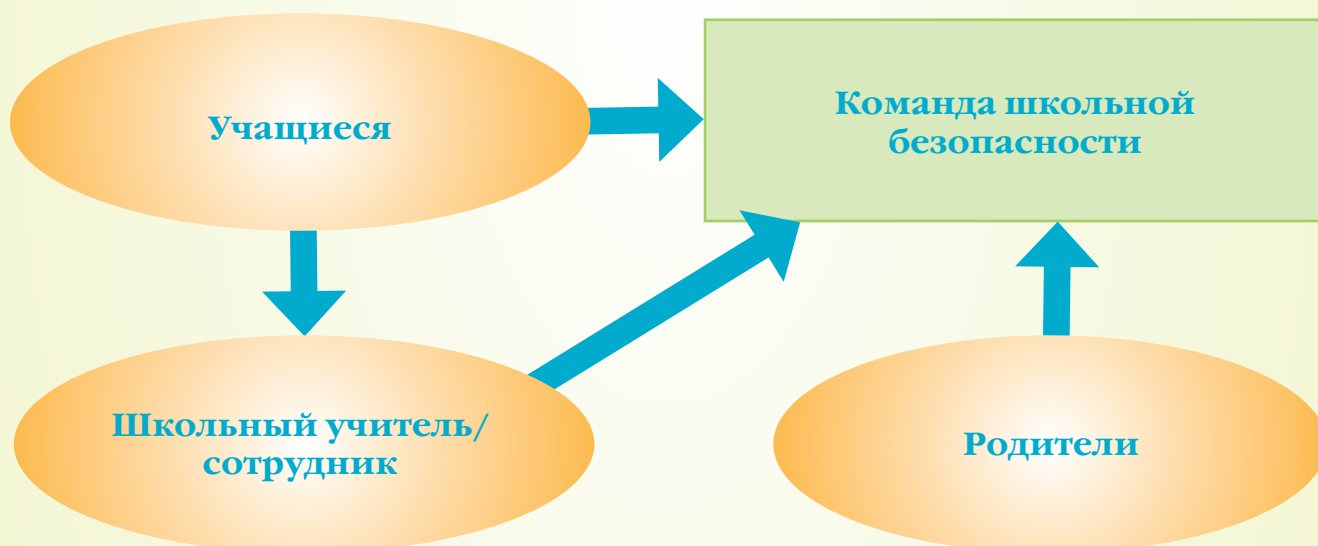 Учащиеся
Команда школьной
безопасности
Школьный учитель/
сотрудник
Родители